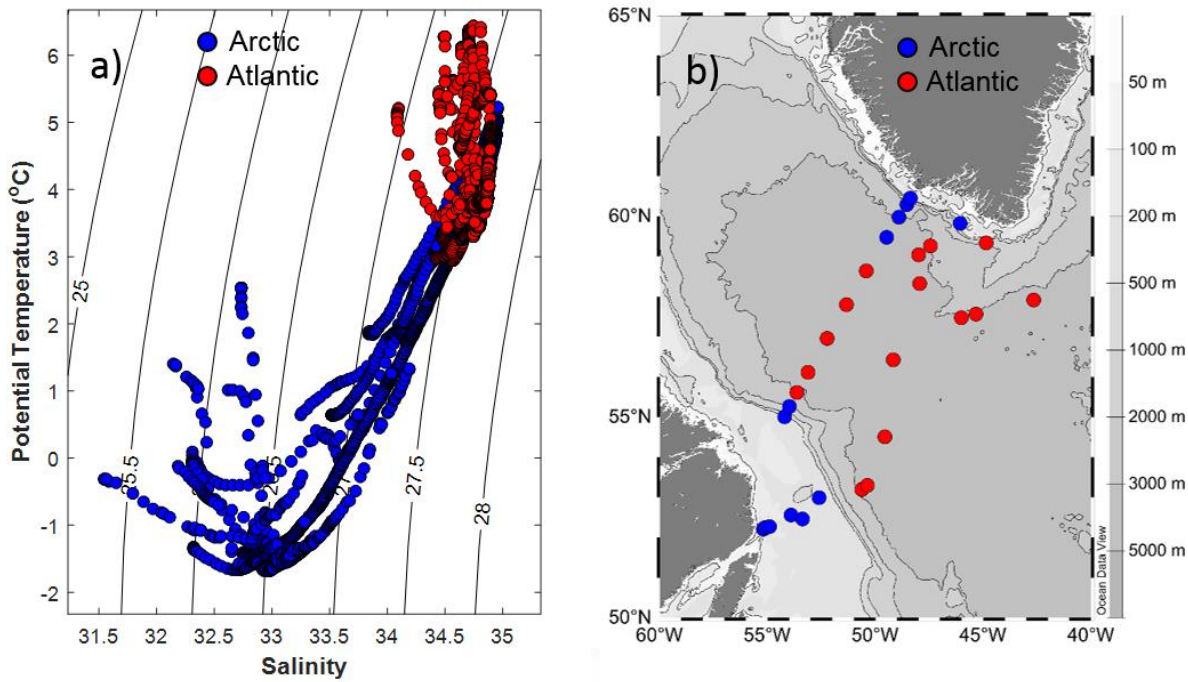 a)
Arctic
Atlantic
6
5
4
3
2
1
0
-1
-2
Potential Temperature (°C)
25
25.5
27.5
28
31.5 32 32.5 33 33.5 34 34.5 35
Salinity
b)
Arctic
Atlantic
65°N
60°N
55°N
50°N
60°W 55°W 50°W 45°W 40°W
50 m
100 m
200 m
500 m
1000 m
2000 m
3000 m
5000 m
Ocean Data View